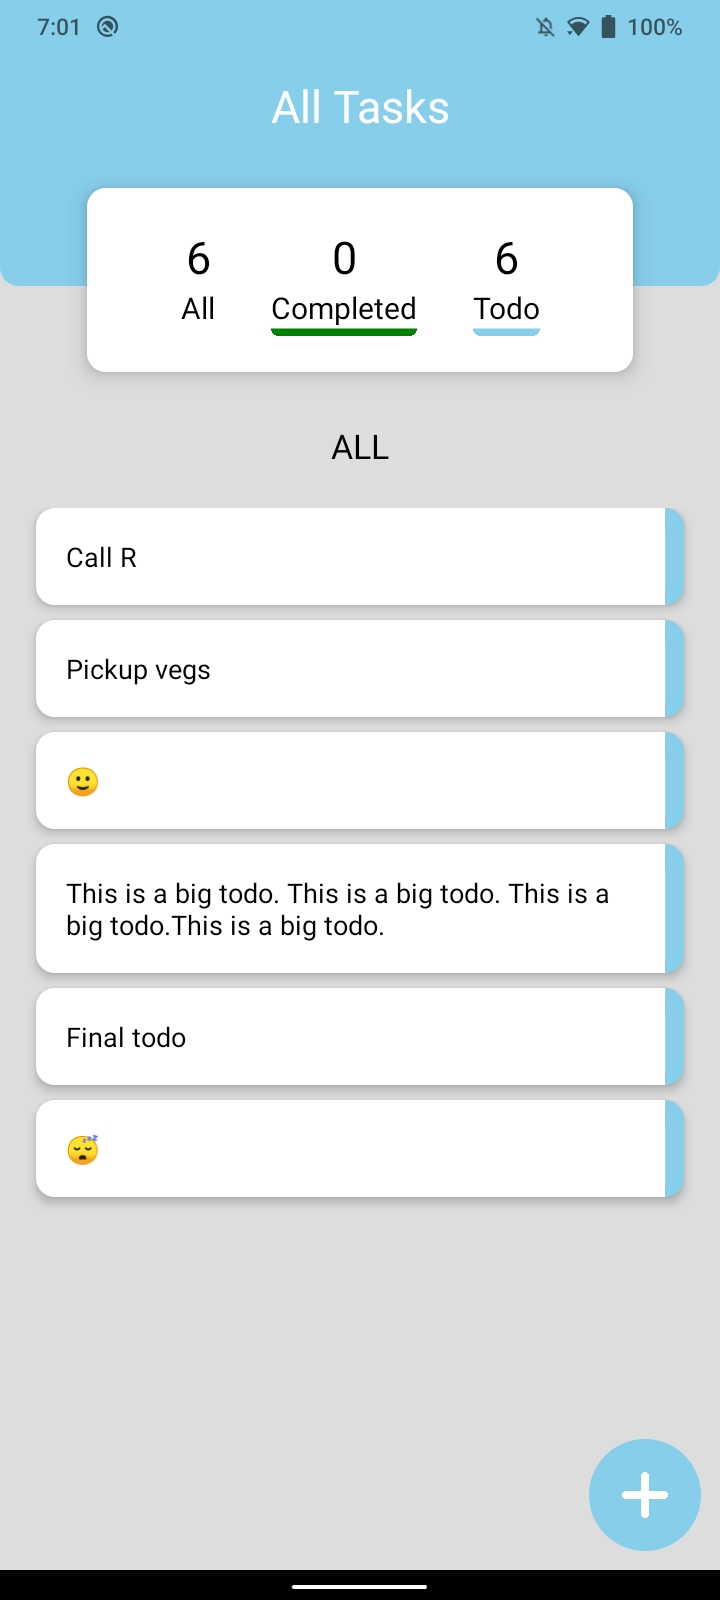 7:01 100%
All Tasks
6 0 6
All Completed Todo
ALL
Call R
Pickup vegs
🙂
This is a big todo. This is a big todo. This is a
big todo.This is a big todo.
Final todo
😴